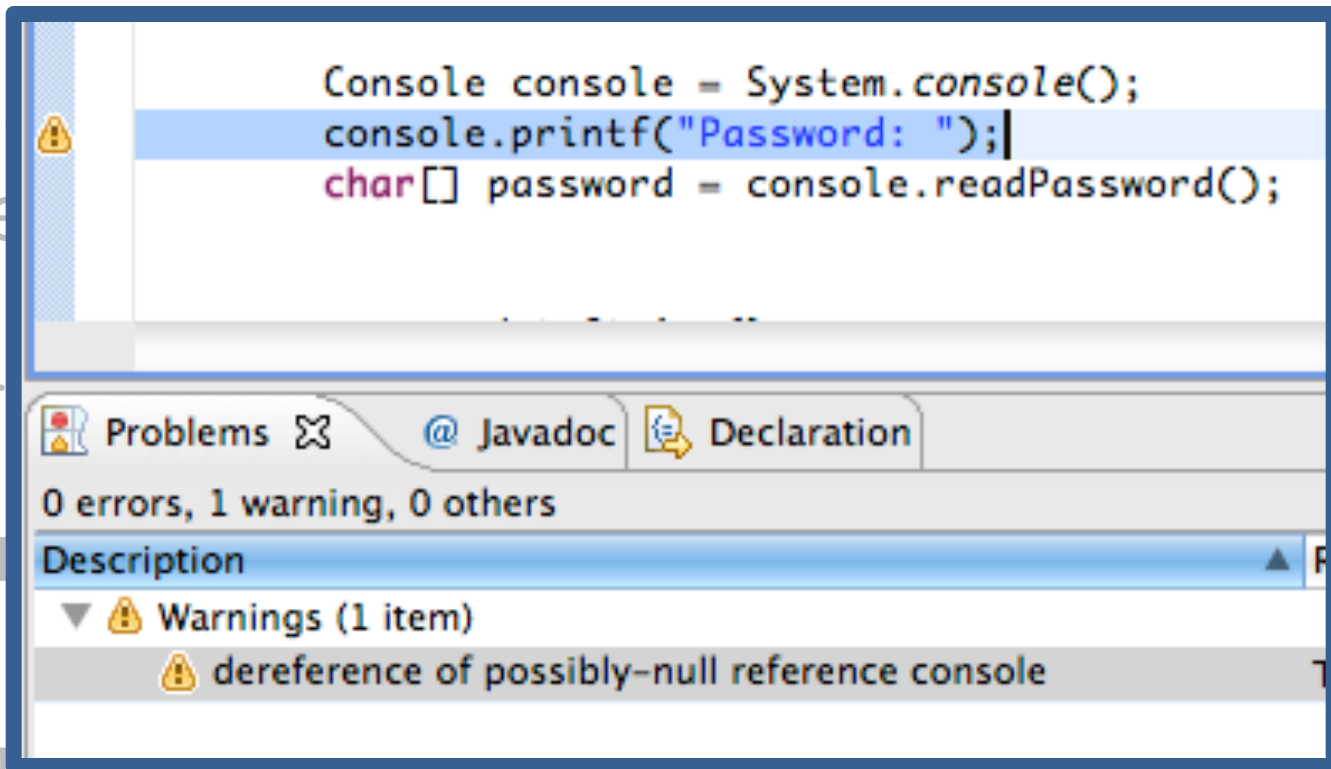 Console console = System.console();
console.printf("Password: ");
char[] password = console.readPassword();
Problems @ Javadoc Declaration
0 errors, 1 warning, 0 others
Description
Warnings (1 item)
dereference of possibly-null reference console